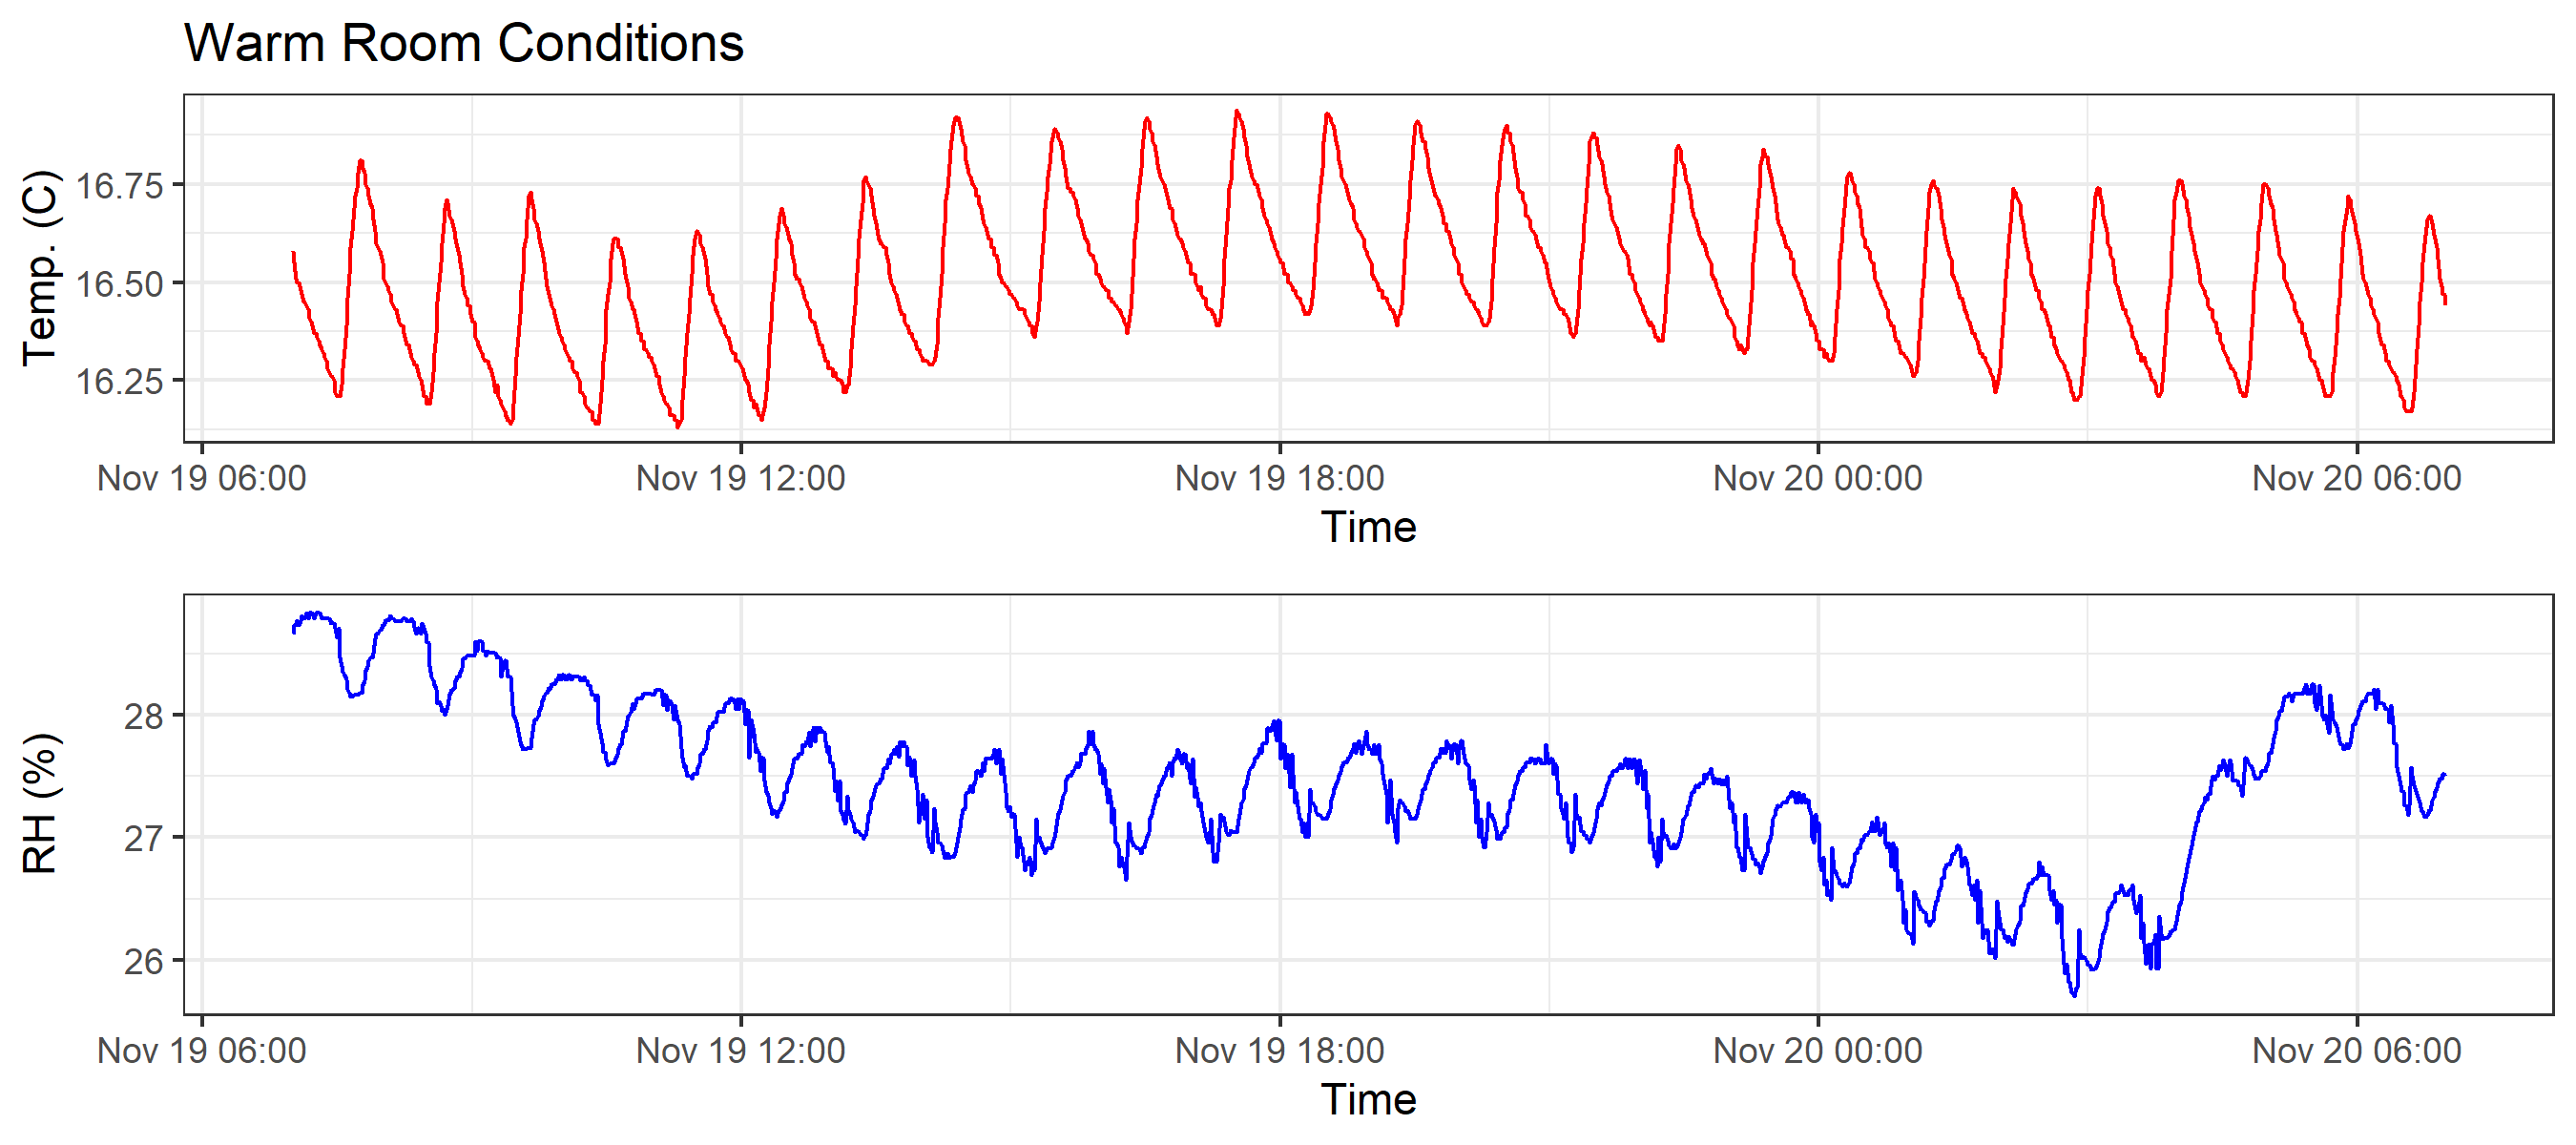 Warm Room Conditions
Temp. (C)
16.75
16.50
16.25
Nov 19 06:00 Nov 19 12:00 Nov 19 18:00 Nov 20 00:00 Nov 20 06:00
Time
RH (%)
28
27
26
Nov 19 06:00 Nov 19 12:00 Nov 19 18:00 Nov 20 00:00 Nov 20 06:00
Time